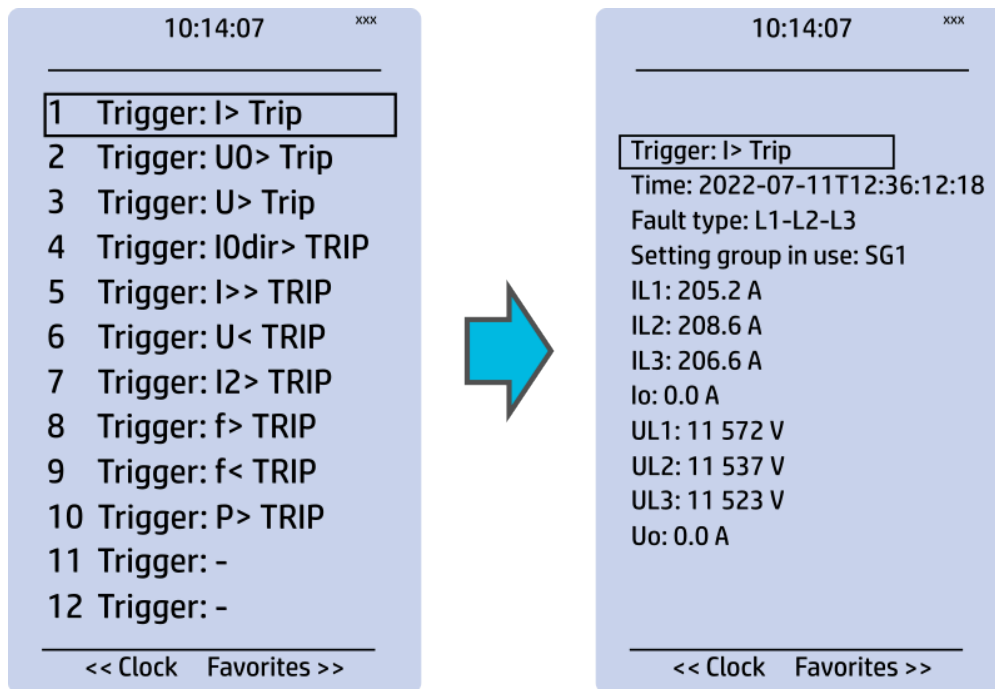 10:14:07 xxx
1 Trigger: I> Trip
2 Trigger: U0> Trip
3 Trigger: U> Trip
4 Trigger: I0dir> TRIP
5 Trigger: I>> TRIP
6 Trigger: U< TRIP
7 Trigger: I2> TRIP
8 Trigger: f> TRIP
9 Trigger: f< TRIP
10 Trigger: P> TRIP
11 Trigger: -
12 Trigger: -
<< Clock Favorites >>
10:14:07 xxx
Trigger: I> Trip
Time: 2022-07-11T12:36:12:18
Fault type: L1-L2-L3
Setting group in use: SG1
IL1: 205.2 A
IL2: 208.6 A
IL3: 206.6 A
Io: 0.0 A
UL1: 11 572 V
UL2: 11 537 V
UL3: 11 523 V
Uo: 0.0 A
<< Clock Favorites >>